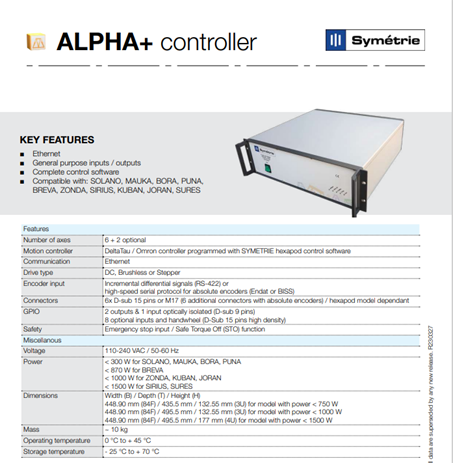 ALPHA+ controller
Symétrie
KEY FEATURES
■ Ethernet
■ General purpose inputs / outputs
■ Complete control software
■ Compatible with: SOLANO, MAUKA, BORA, PUNA,
BREVA, ZONDA, SIRIUS, KUBAN, JORAN, SURES
Features
Number of axes 6 + 2 optional
Motion controller DeltaTau / Omron controller programmed with SYMETRIE hexapod control software
Communication Ethernet
Drive type DC, Brushless or Stepper
Encoder input Incremental differential signals (RS-422) or
high-speed serial protocol for absolute encoders (Endat or BISS)
Connectors 6x D-sub 15 pins or M17 (6 additional connectors with absolute encoders) / hexapod model dependant
GPIO 2 outputs & 1 input optically isolated (D-sub 9 pins)
8 optional inputs and handwheel (D-Sub 15 pins high density)
Safety Emergency stop input / Safe Torque Off (STO) function
Miscellanous
Voltage 110-240 VAC / 50-60 Hz
Power < 300 W for SOLANO, MAUKA, BORA, PUNA
< 870 W for BREVA
< 1000 W for ZONDA, KUBAN, JORAN
< 1500 W for SIRIUS, SURES
Dimensions Width (B) / Depth (T) / Height (H)
448.90 mm (84F) / 435.5 mm / 132.55 mm (3U) for model with power < 750 W
448.90 mm (84F) / 495.5 mm / 132.55 mm (3U) for model with power < 1000 W
448.90 mm (84F) / 495.5 mm / 177 mm (4U) for model with power < 1500 W
Mass ~ 10 kg
Operating temperature 0 °C to + 45 °C
Storage temperature - 25 °C to + 70 °C
data are superseded by any new release. R230327